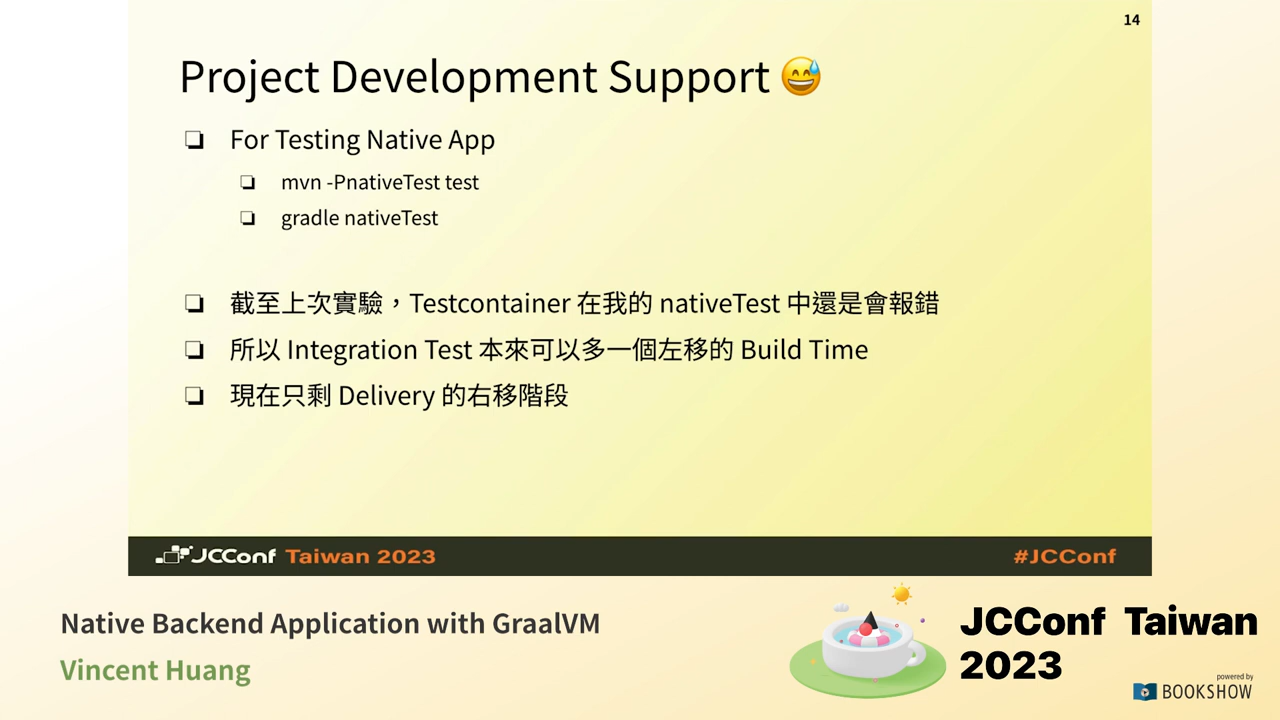 14
Project Development Support 😅
❏ For Testing Native App
❏ mvn -PnativeTest test
❏ gradle nativeTest
❏ 截至上次實驗，Testcontainer 在我的 nativeTest 中還是會報錯
❏ 所以 Integration Test 本來可以多一個左移的 Build Time
❏ 現在只剩 Delivery 的右移階段
JCConf Taiwan 2023
#JCConf
Native Backend Application with GraalVM
Vincent Huang
JCConf Taiwan
2023
powered by
BOOKSHOW